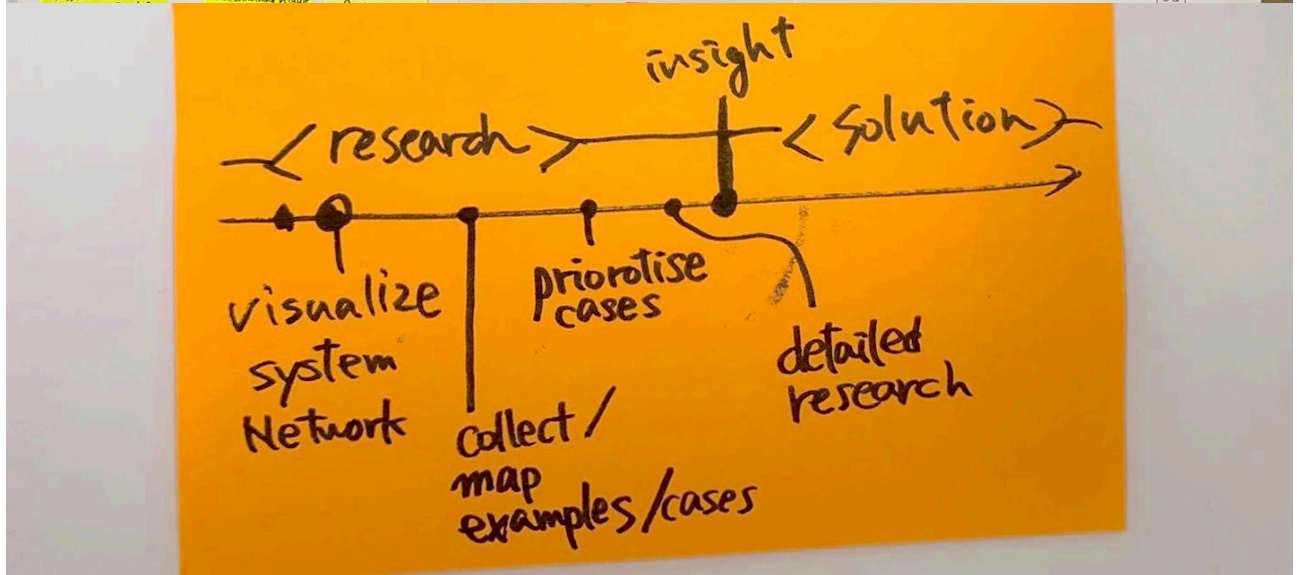 insight
< research >
< solution >
visualize
system
Network
collect /
map
examples/cases
priorotise
cases
detailed
research